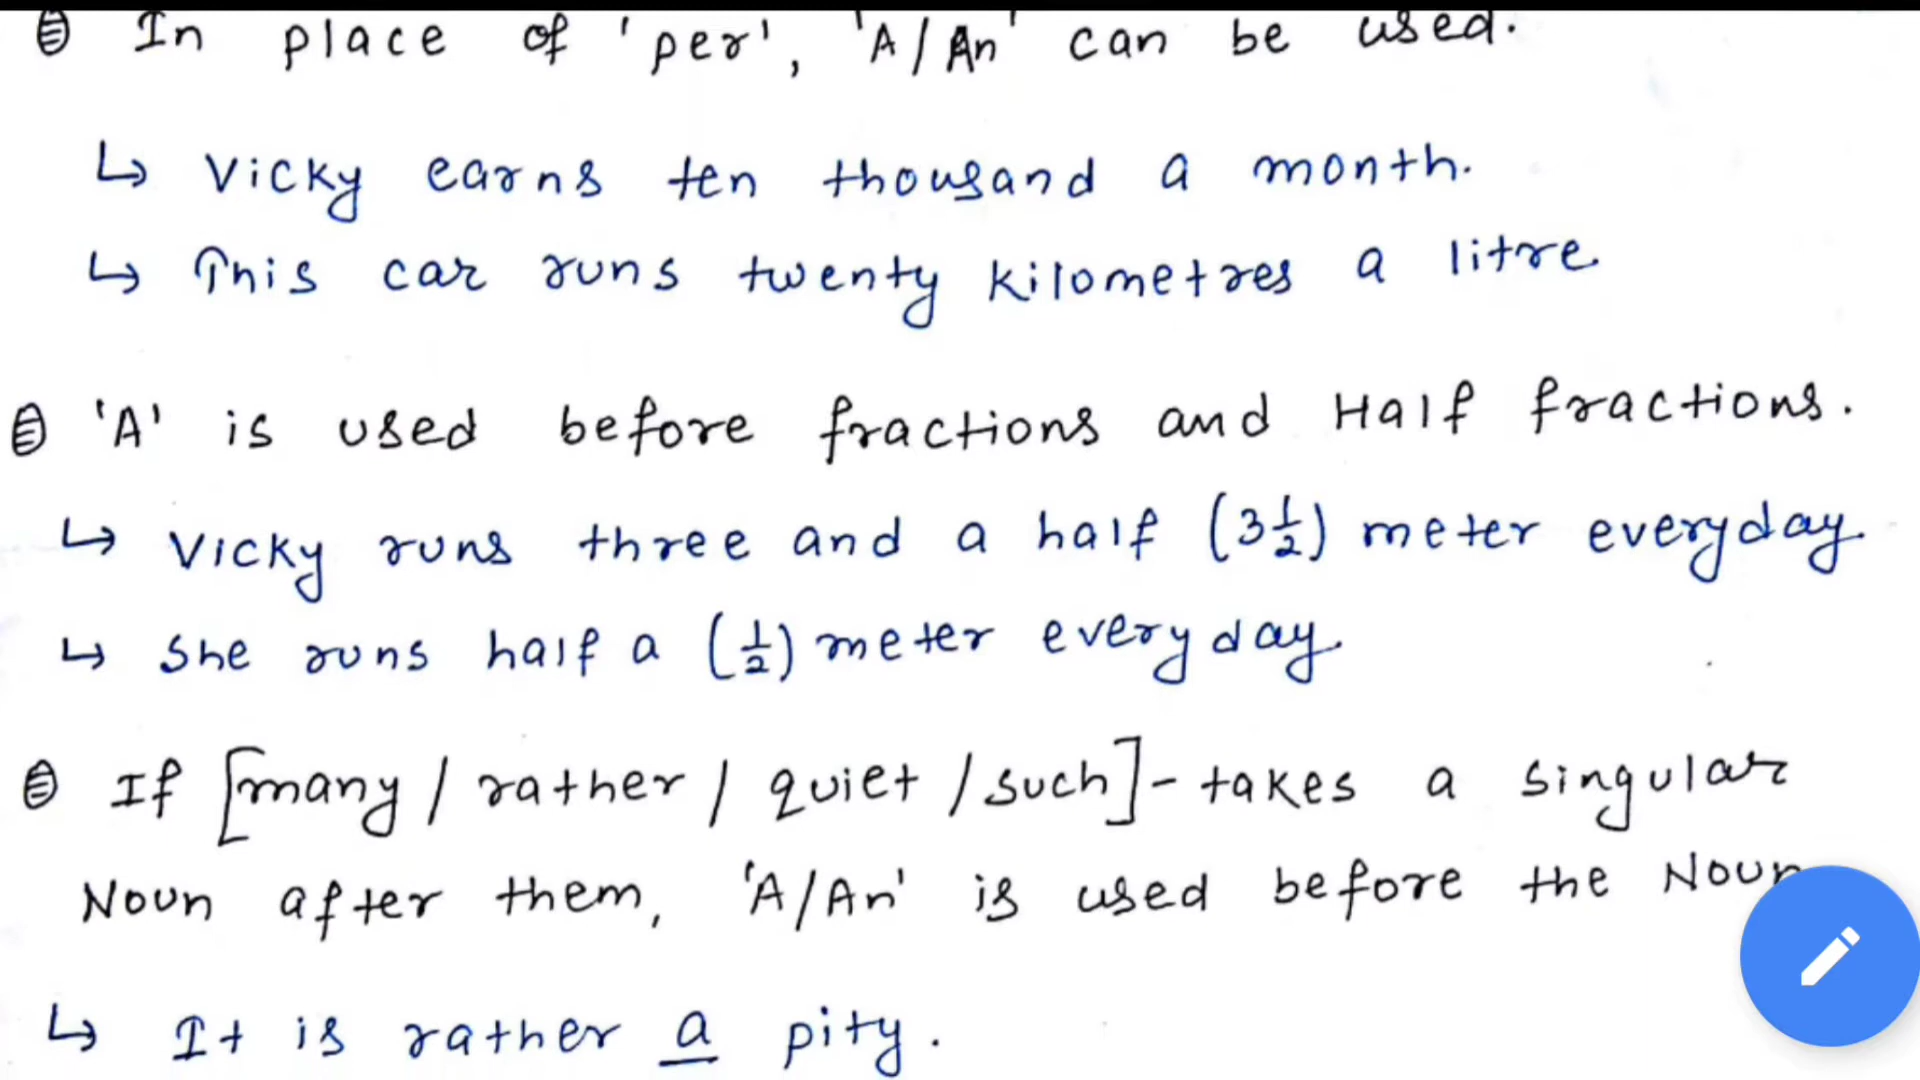 In place of 'per', 'A/An' can be used.
↳ Vicky earns ten thousand a month.
↳ This car runs twenty kilometres a litre.
'A' is used before fractions and Half fractions.
↳ Vicky runs three and a half (3½) meter everyday.
↳ She runs half a (½) meter everyday.
If [many / rather / quiet / such] - takes a singular
Noun after them, 'A/An' is used before the Noun
↳ It is rather a pity.